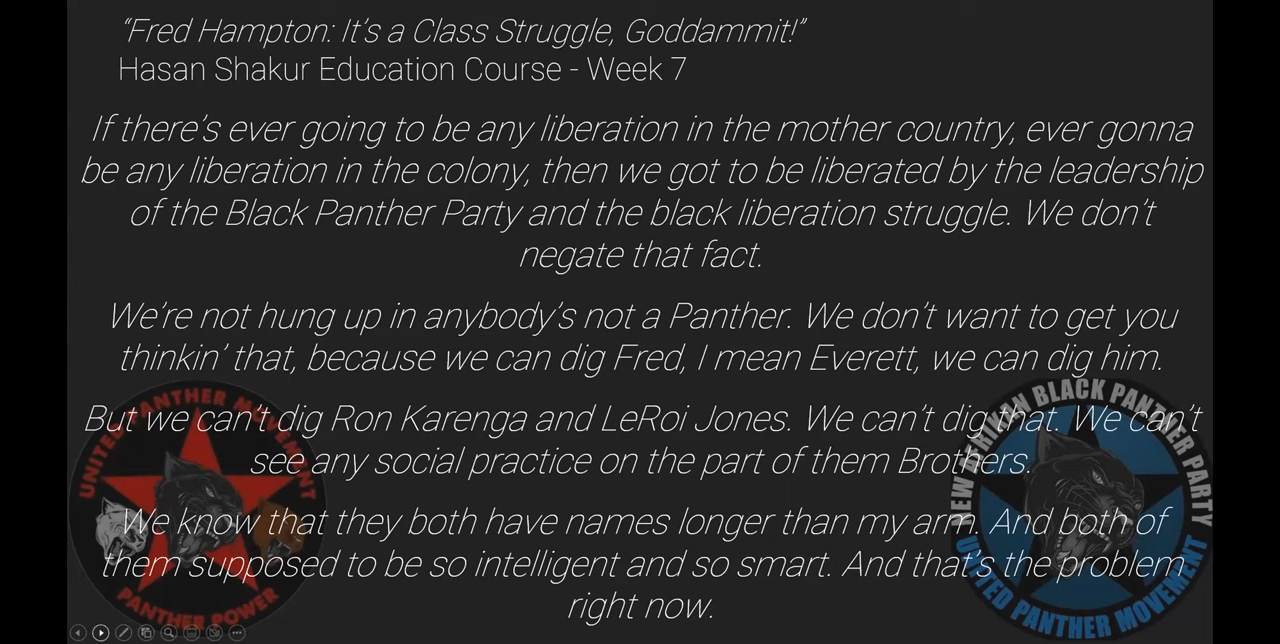 “Fred Hampton: It’s a Class Struggle, Goddammit!”
Hasan Shakur Education Course - Week 7
If there’s ever going to be any liberation in the mother country, ever gonna
be any liberation in the colony, then we got to be liberated by the leadership
of the Black Panther Party and the black liberation struggle. We don’t
negate that fact.
We’re not hung up in anybody’s not a Panther. We don’t want to get you
thinkin’ that, because we can dig Fred, I mean Everett, we can dig him.
But we can’t dig Ron Karenga and LeRoi Jones. We can’t dig that. We can’t
see any social practice on the part of them Brothers.
We know that they both have names longer than my arm. And both of
them supposed to be so intelligent and so smart. And that’s the problem
right now.
UNITED PANTHER MOVEMENT
PANTHER POWER
NEW AFRIKAN BLACK PANTHER PARTY
UNITED PANTHER MOVEMENT